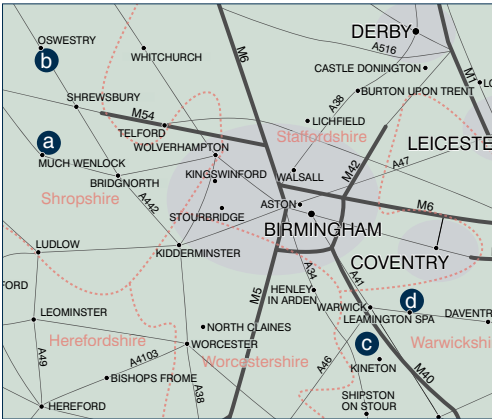 DERBY
OSWESTRY
A516
b
WHITCHURCH
M6
CASTLE DONINGTON
M1
BURTON UPON TRENT
A38
SHREWSBURY
M54
TELFORD
LICHFIELD
Staffordshire
a
WOLVERHAMPTON
LEICESTE
MUCH WENLOCK
M42
A47
BRIDGNORTH
KINGSWINFORD
WALSALL
Shropshire
A442
STOURBRIDGE
ASTON
M6
BIRMINGHAM
LUDLOW
KIDDERMINSTER
COVENTRY
FORD
M5
A34
A41
HENLEY
IN ARDEN
d
LEOMINSTER
WARWICK
LEAMINGTON SPA
DAVENTR
NORTH CLAINES
Herefordshire
Warwickshi
WORCESTER
c
A49
A4103
Worcestershire
A46
KINETON
BISHOPS FROME
A38
M40
SHIPSTON
ON STOUR
HEREFORD